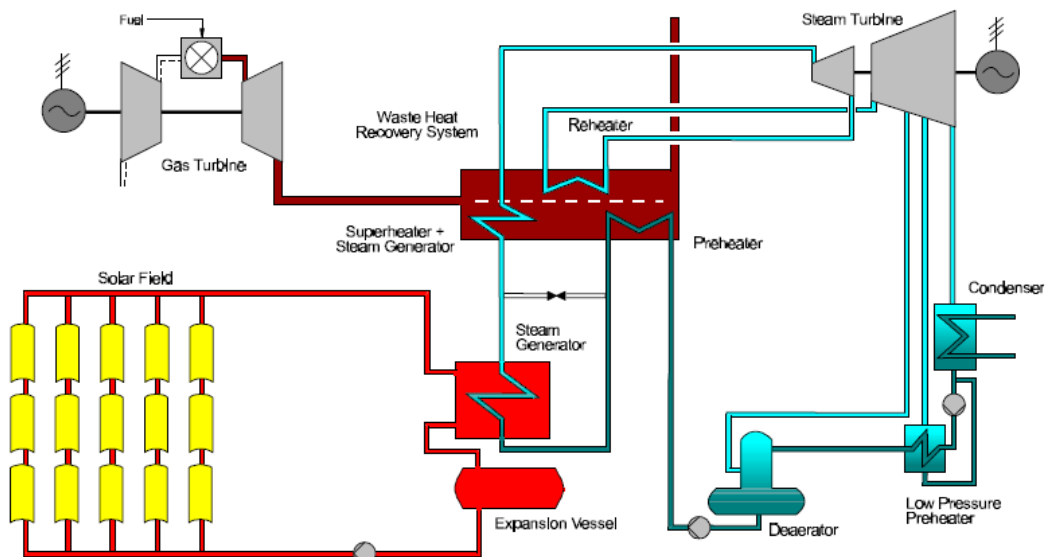 Fuel
Steam Turbine
Waste Heat
Recovery System
Reheater
Gas Turbine
Superheater +
Steam Generator
Preheater
Solar Field
Condenser
Steam
Generator
Expansion Vessel
Deaerator
Low Pressure
Preheater